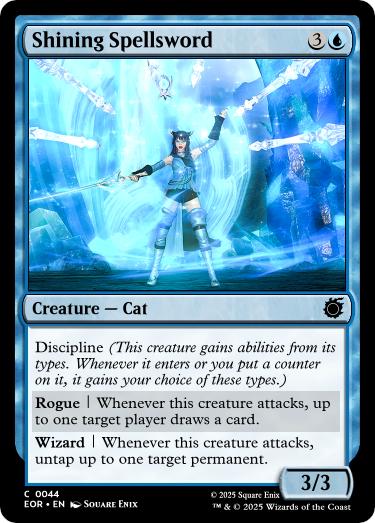 Shining Spellsword 3
Creature — Cat
Discipline (This creature gains abilities from its
types. Whenever it enters or you put a counter
on it, it gains your choice of these types.)
Rogue | Whenever this creature attacks, up
to one target player draws a card.
Wizard | Whenever this creature attacks,
untap up to one target permanent.
3/3
C 0044
EOR • EN SQUARE ENIX
© 2025 Square Enix
™ & © 2025 Wizards of the Coast